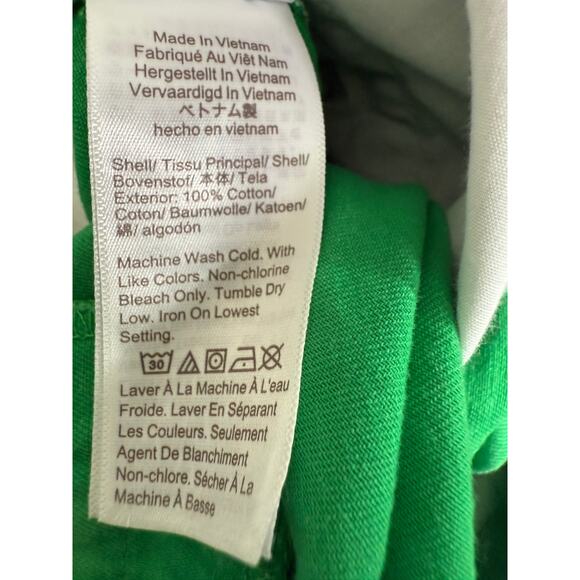 Made In Vietnam
Fabriqué Au Viêt Nam
Hergestellt In Vietnam
Vervaardigd In Vietnam
ベトナム製
hecho en vietnam
Shell/ Tissu Principal/ Shell/
Bovenstof/ 本体/ Tela
Exterior: 100% Cotton/
Coton/ Baumwolle/ Katoen/
綿/ algodón
Machine Wash Cold. With
Like Colors. Non-chlorine
Bleach Only. Tumble Dry
Low. Iron On Lowest
Setting.
30
Laver À La Machine À L'eau
Froide. Laver En Séparant
Les Couleurs. Seulement
Agent De Blanchiment
Non-chlore. Sécher À La
Machine À Basse